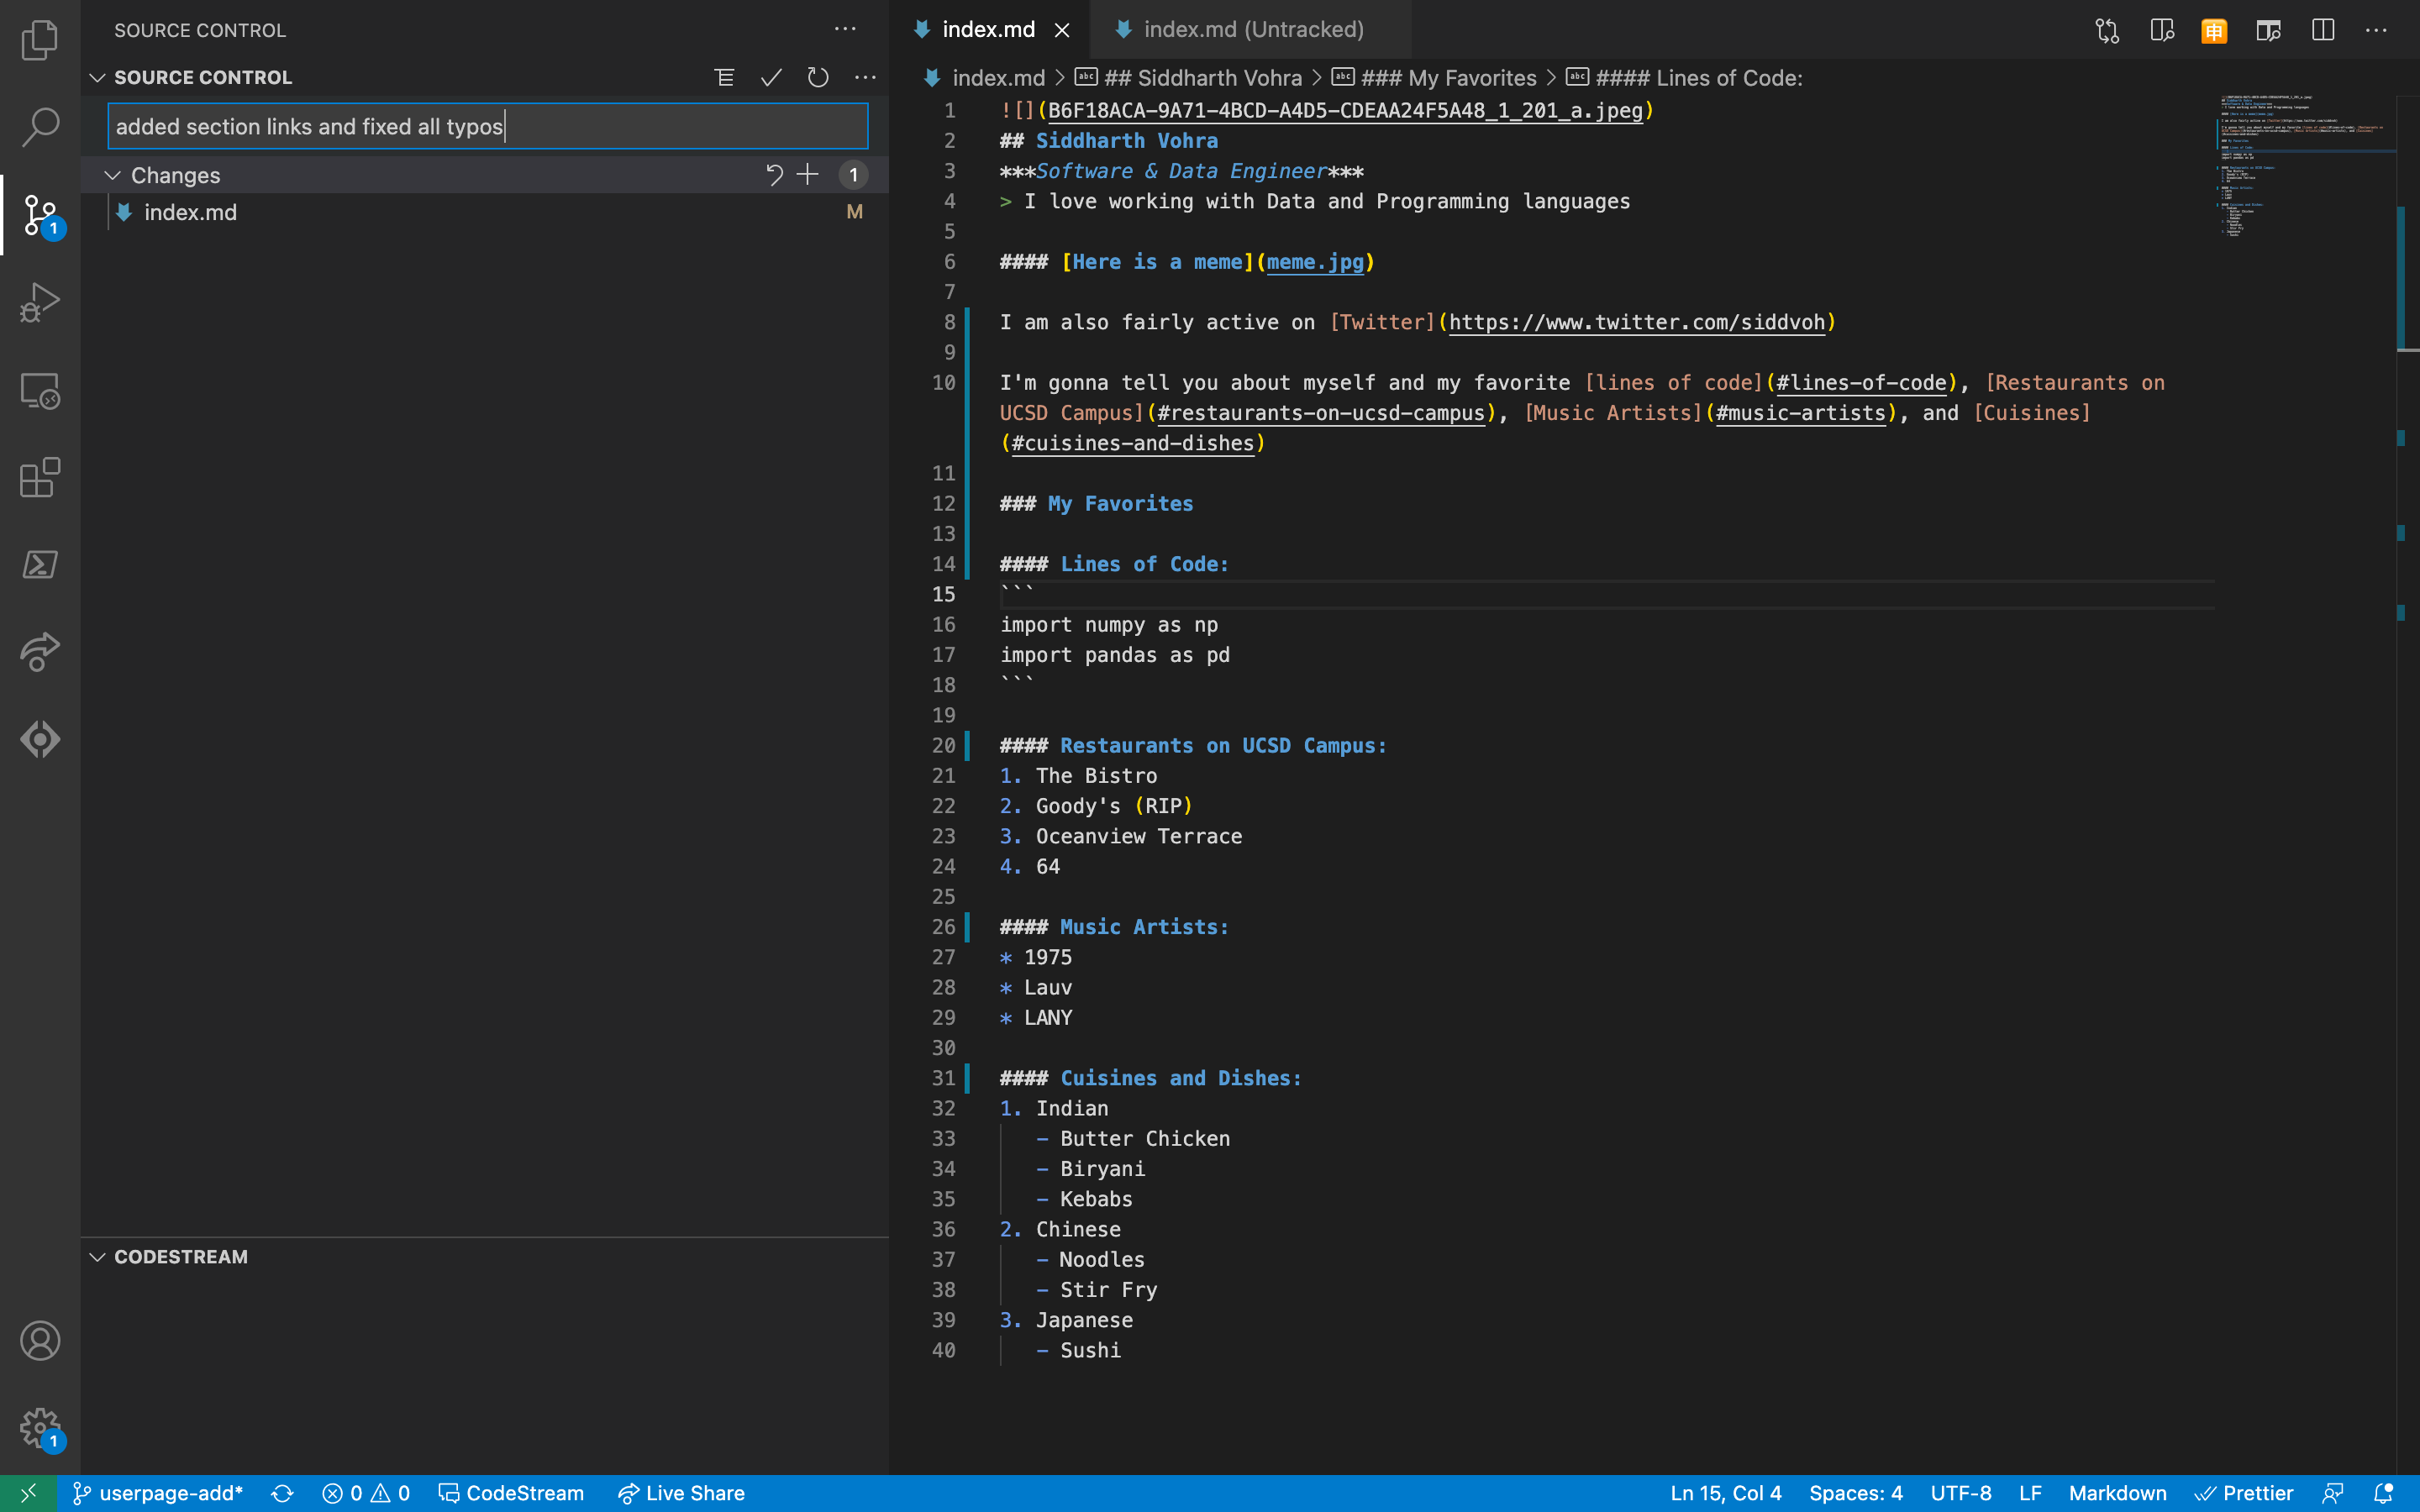 SOURCE CONTROL
SOURCE CONTROL
added section links and fixed all typos
Changes
1
index.md
M
1
1
CODESTREAM
index.md
index.md (Untracked)
申
index.md > abc ## Siddharth Vohra > abc ### My Favorites > abc #### Lines of Code:
1 ![](B6F18ACA-9A71-4BCD-A4D5-CDEAA24F5A48_1_201_a.jpeg)
2 ## Siddharth Vohra
3 ***Software & Data Engineer***
4 > I love working with Data and Programming languages
5
6 #### [Here is a meme](meme.jpg)
7
8 I am also fairly active on [Twitter](https://www.twitter.com/siddvoh)
9
10 I'm gonna tell you about myself and my favorite [lines of code](#lines-of-code), [Restaurants on
UCSD Campus](#restaurants-on-ucsd-campus), [Music Artists](#music-artists), and [Cuisines]
(#cuisines-and-dishes)
11
12 ### My Favorites
13
14 #### Lines of Code:
15 ```
16 import numpy as np
17 import pandas as pd
18 ```
19
20 #### Restaurants on UCSD Campus:
21 1. The Bistro
22 2. Goody's (RIP)
23 3. Oceanview Terrace
24 4. 64
25
26 #### Music Artists:
27 * 1975
28 * Lauv
29 * LANY
30
31 #### Cuisines and Dishes:
32 1. Indian
33 - Butter Chicken
34 - Biryani
35 - Kebabs
36 2. Chinese
37 - Noodles
38 - Stir Fry
39 3. Japanese
40 - Sushi
userpage-add* 0 0 CodeStream Live Share Ln 15, Col 4 Spaces: 4 UTF-8 LF Markdown Prettier